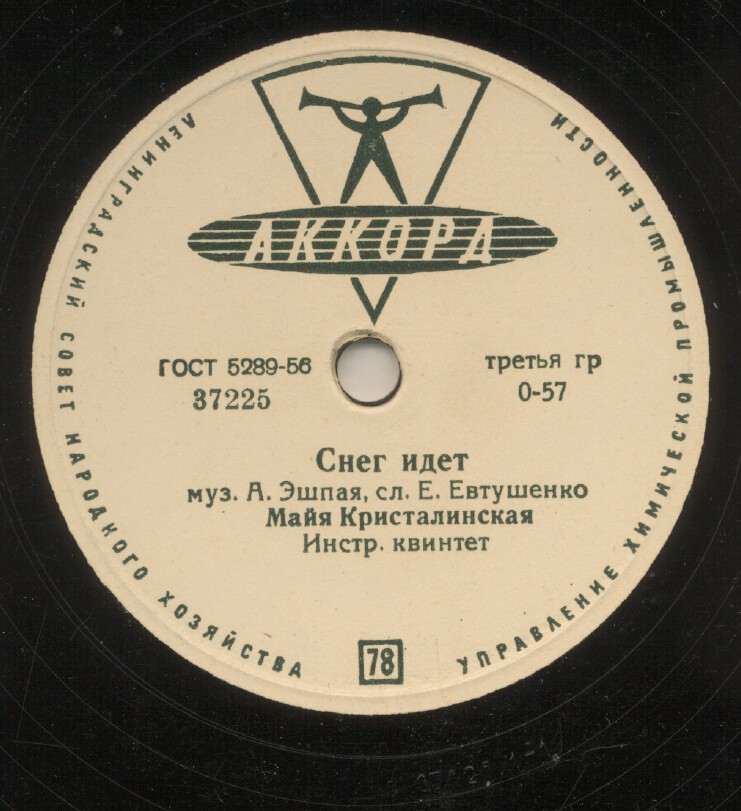 АККОРД
ЛЕНИНГРАДСКИЙ СОВЕТ НАРОДНОГО ХОЗЯЙСТВА
УПРАВЛЕНИЕ ХИМИЧЕСКОЙ ПРОМЫШЛЕННОСТИ
ГОСТ 5289-56
37225
третья гр
0-57
Снег идет
муз. А. Эшпая, сл. Е. Евтушенко
Майя Кристалинская
Инстр. квинтет
78